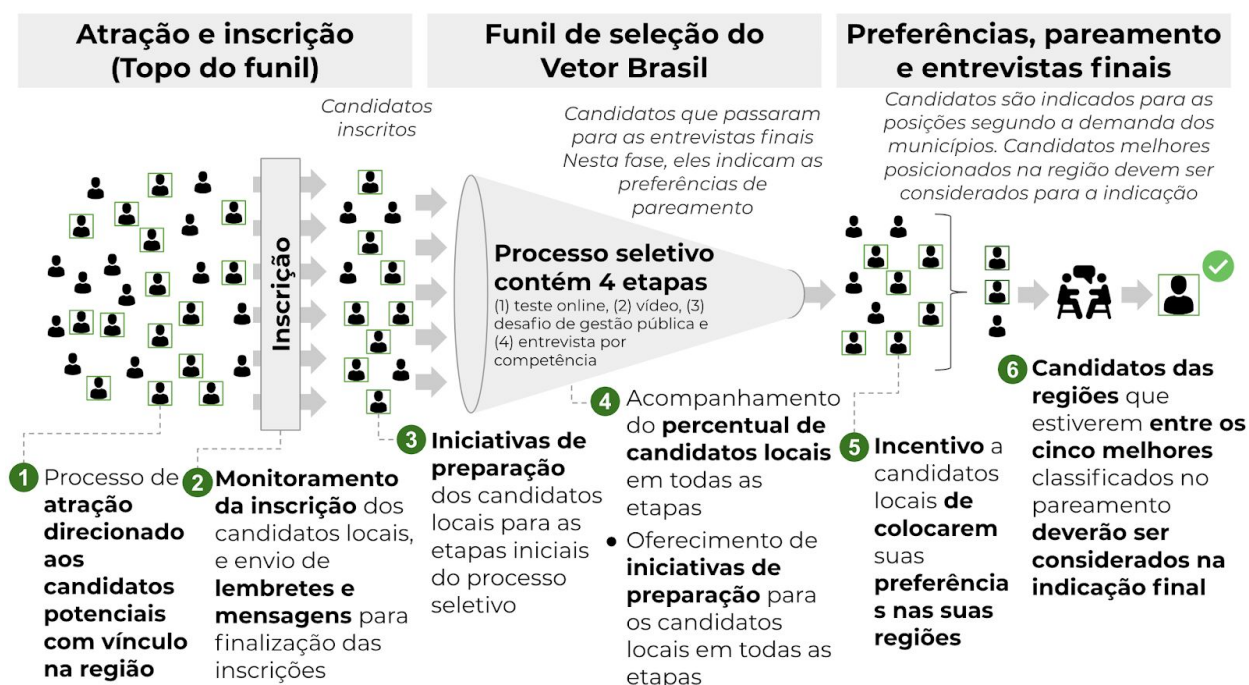 Atração e inscrição
(Topo do funil)
Funil de seleção do
Vetor Brasil
Preferências, pareamento
e entrevistas finais
Candidatos
inscritos
Candidatos que passaram
para as entrevistas finais
Nesta fase, eles indicam as
preferências de
pareamento
Candidatos são indicados para as
posições segundo a demanda dos
municípios. Candidatos melhores
posicionados na região devem ser
considerados para a indicação
Inscrição
Processo seletivo
contém 4 etapas
(1) teste online, (2) vídeo, (3)
desafio de gestão pública e
(4) entrevista por
competência
1 Processo de
atração
direcionado
aos
candidatos
potenciais
com vínculo
na região
2 Monitoramento
da inscrição dos
candidatos locais,
e envio de
lembretes e
mensagens para
finalização das
inscrições
3 Iniciativas de
preparação
dos candidatos
locais para as
etapas iniciais
do processo
seletivo
4 Acompanhamento
do percentual de
candidatos locais
em todas as
etapas
• Oferecimento de
iniciativas de
preparação para
os candidatos
locais em todas as
etapas
5 Incentivo a
candidatos
locais de
colocarem
suas
preferência
s nas suas
regiões
6 Candidatos das
regiões que
estiverem entre os
cinco melhores
classificados no
pareamento
deverão ser
considerados na
indicação final